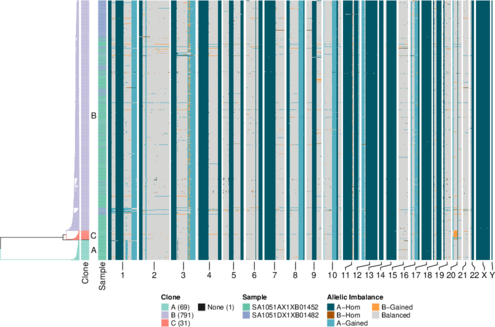 B
C
A
Clone
Sample
1 2 3 4 5 6 7 8 9 10 11 12 13 14 15 16 17 18 19 20 21 22 X Y
Clone Sample Allelic Imbalance
A (69) None (1) SA1051AX1XB01452 A-Hom B-Gained
B (791) SA1051DX1XB01482 B-Hom Balanced
C (31) A-Gained